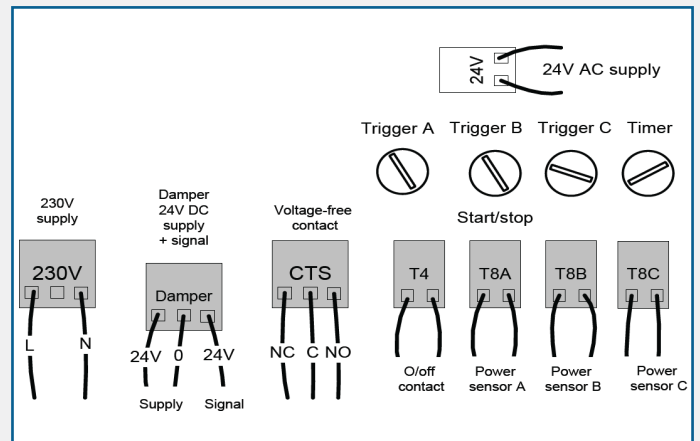 24V
24V AC supply
Trigger A
Trigger B
Trigger C
Timer
230V
supply
Damper
24V DC
supply
+ signal
Voltage-free
contact
Start/stop
230V
Damper
CTS
T4
T8A
T8B
T8C
L
N
24V
0
24V
NC
C
NO
Supply
Signal
O/off
contact
Power
sensor A
Power
sensor B
Power
sensor C